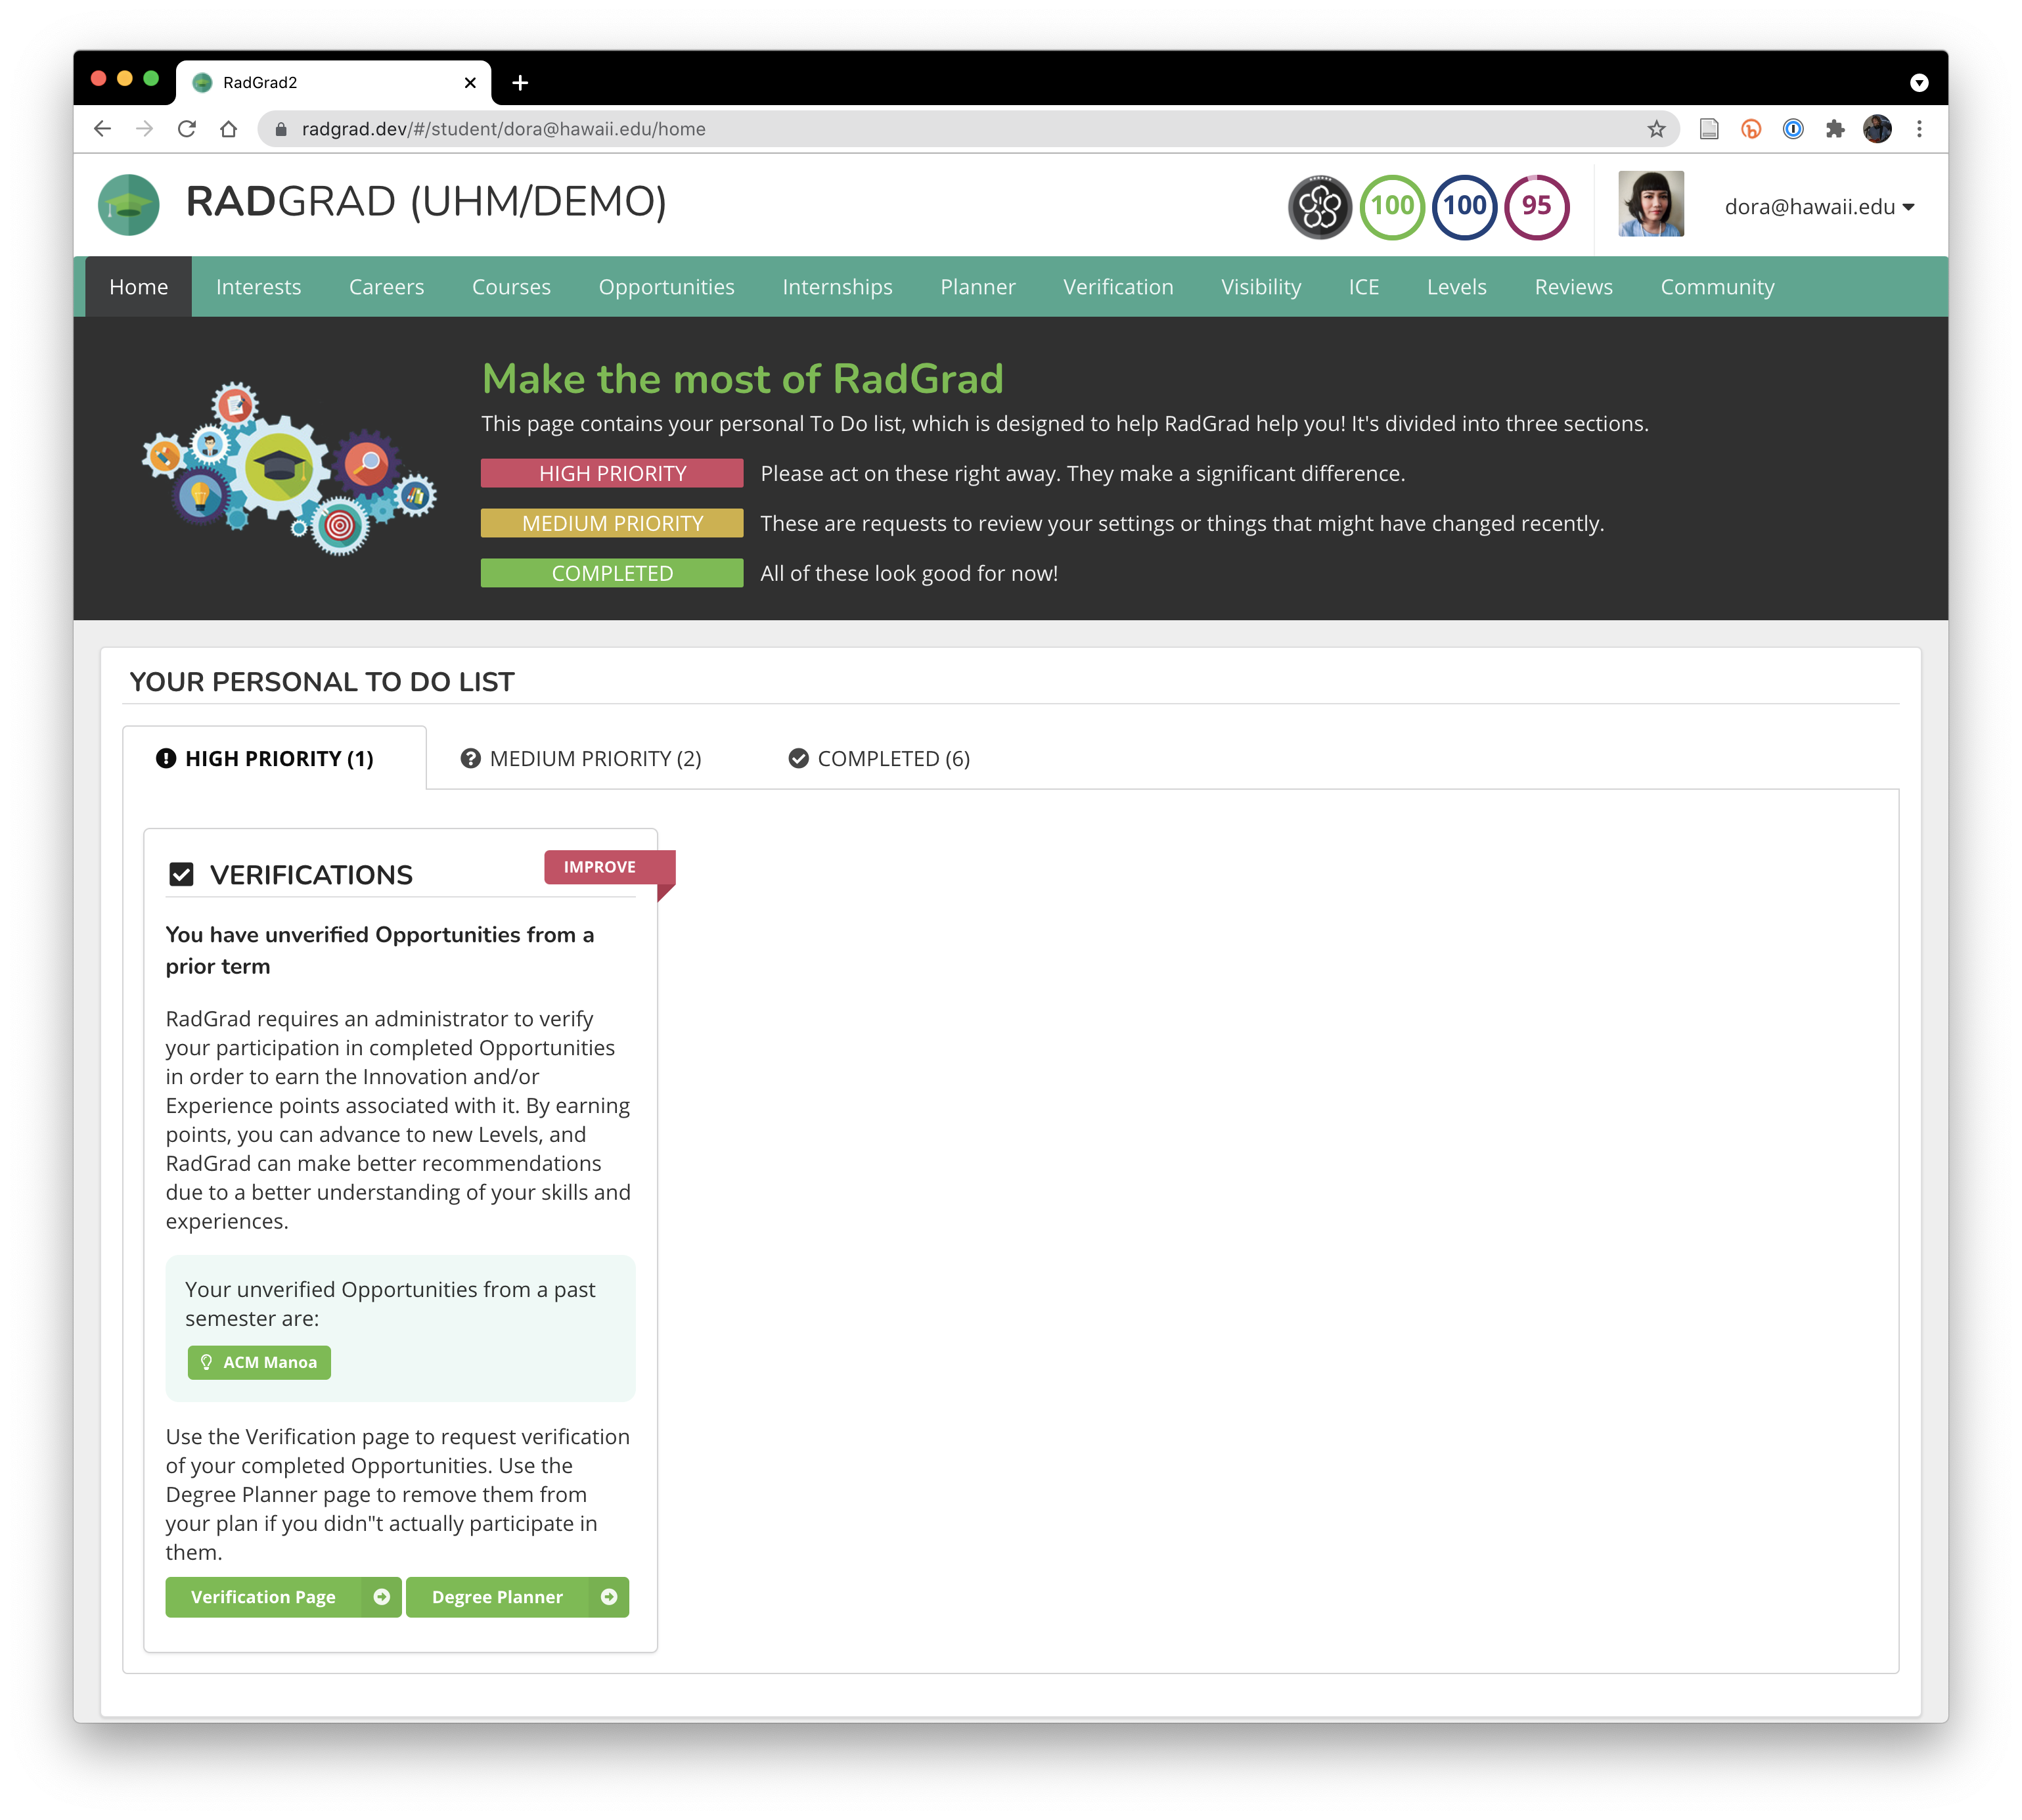 RadGrad2
radgrad.dev/#/student/dora@hawaii.edu/home
RADGRAD (UHM/DEMO)
100
100
95
dora@hawaii.edu
Home
Interests
Careers
Courses
Opportunities
Internships
Planner
Verification
Visibility
ICE
Levels
Reviews
Community
Make the most of RadGrad
This page contains your personal To Do list, which is designed to help RadGrad help you! It's divided into three sections.
HIGH PRIORITY Please act on these right away. They make a significant difference.
MEDIUM PRIORITY These are requests to review your settings or things that might have changed recently.
COMPLETED All of these look good for now!
YOUR PERSONAL TO DO LIST
HIGH PRIORITY (1)
MEDIUM PRIORITY (2)
COMPLETED (6)
VERIFICATIONS
IMPROVE
You have unverified Opportunities from a
prior term
RadGrad requires an administrator to verify
your participation in completed Opportunities
in order to earn the Innovation and/or
Experience points associated with it. By earning
points, you can advance to new Levels, and
RadGrad can make better recommendations
due to a better understanding of your skills and
experiences.
Your unverified Opportunities from a past
semester are:
ACM Manoa
Use the Verification page to request verification
of your completed Opportunities. Use the
Degree Planner page to remove them from
your plan if you didn"t actually participate in
them.
Verification Page
Degree Planner